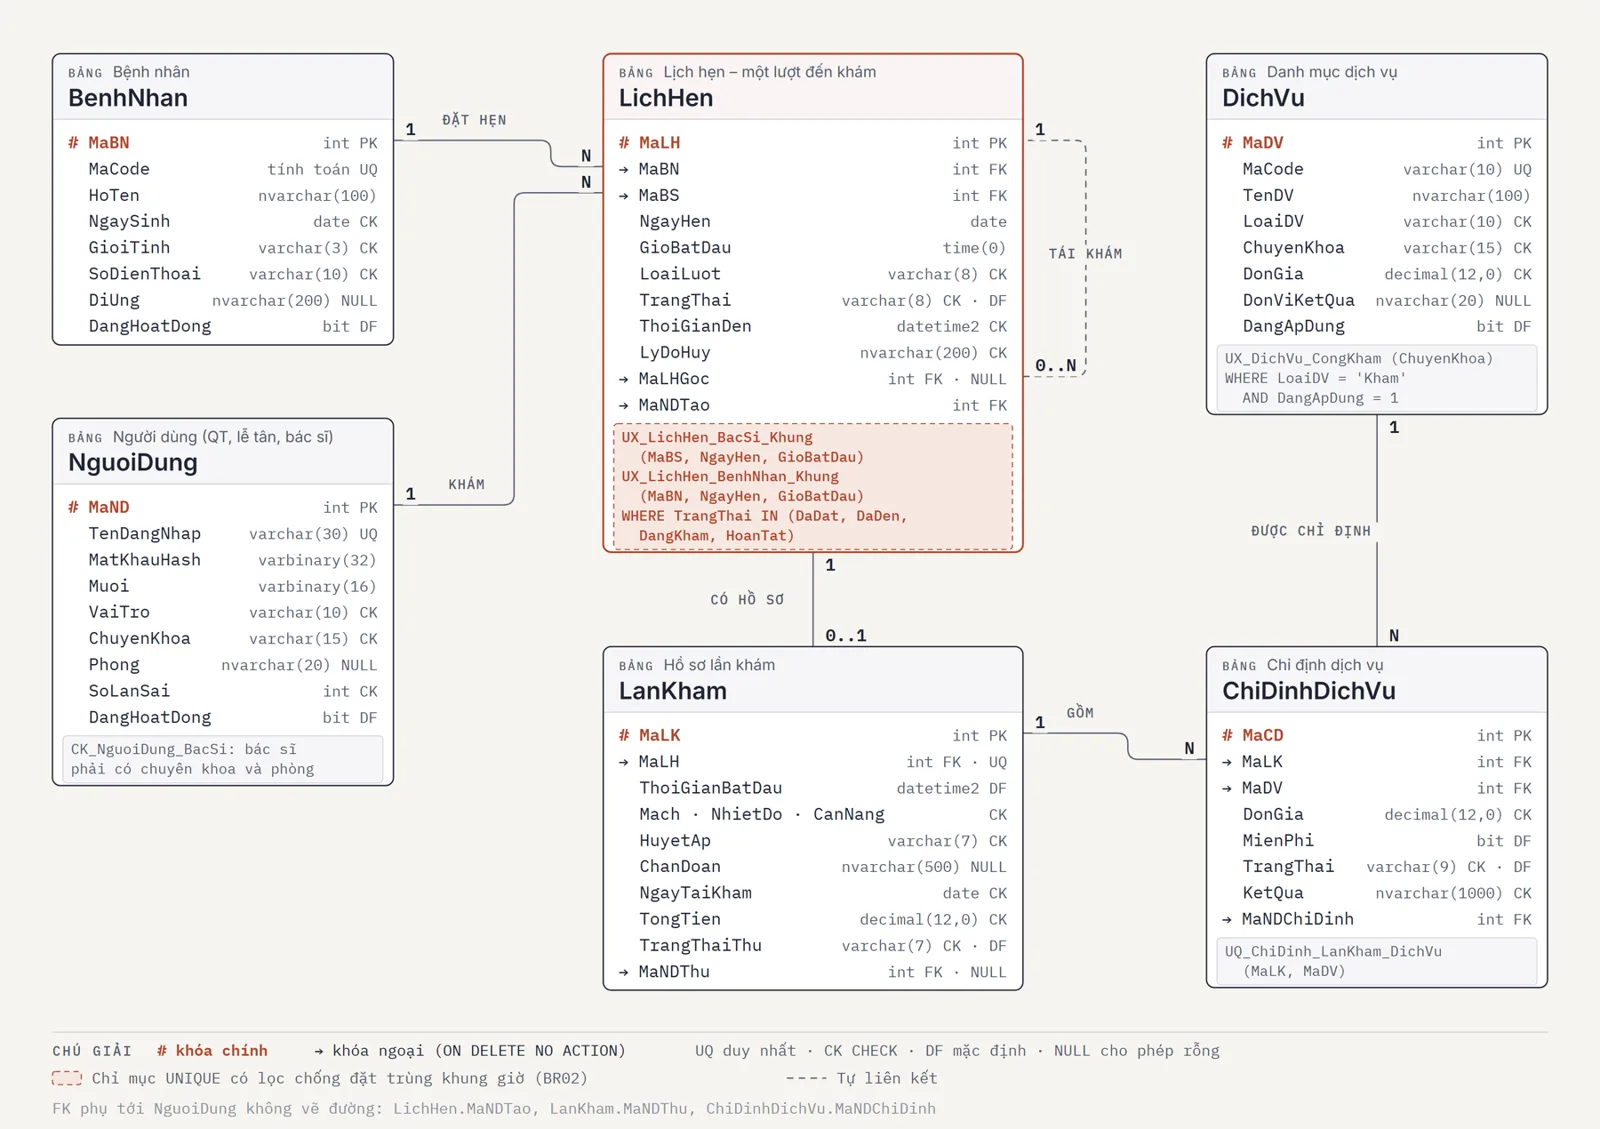 BẢNG Bệnh nhân
BenhNhan
# MaBN int PK
MaCode tính toán UQ
HoTen nvarchar(100)
NgaySinh date CK
GioiTinh varchar(3) CK
SoDienThoai varchar(10) CK
DiUng nvarchar(200) NULL
DangHoatDong bit DF
1 ĐẶT HẸN N
BẢNG Người dùng (QT, lễ tân, bác sĩ)
NguoiDung
# MaND int PK
TenDangNhap varchar(30) UQ
MatKhauHash varbinary(32)
Muoi varbinary(16)
VaiTro varchar(10) CK
ChuyenKhoa varchar(15) CK
Phong nvarchar(20) NULL
SoLanSai int CK
DangHoatDong bit DF
CK_NguoiDung_BacSi: bác sĩ
phải có chuyên khoa và phòng
1 KHÁM N
BẢNG Lịch hẹn – một lượt đến khám
LichHen
# MaLH int PK
→ MaBN int FK
→ MaBS int FK
NgayHen date
GioBatDau time(0)
LoaiLuot varchar(8) CK
TrangThai varchar(8) CK · DF
ThoiGianDen datetime2 CK
LyDoHuy nvarchar(200) CK
→ MaLHGoc int FK · NULL
→ MaNDTao int FK
UX_LichHen_BacSi_Khung
(MaBS, NgayHen, GioBatDau)
UX_LichHen_BenhNhan_Khung
(MaBN, NgayHen, GioBatDau)
WHERE TrangThai IN (DaDat, DaDen,
DangKham, HoanTat)
1
TÁI KHÁM
0..N
1
CÓ HỒ SƠ
0..1
BẢNG Hồ sơ lần khám
LanKham
# MaLK int PK
→ MaLH int FK · UQ
ThoiGianBatDau datetime2 DF
Mach · NhietDo · CanNang CK
HuyetAp varchar(7) CK
ChanDoan nvarchar(500) NULL
NgayTaiKham date CK
TongTien decimal(12,0) CK
TrangThaiThu varchar(7) CK · DF
→ MaNDThu int FK · NULL
1 GỒM N
BẢNG Danh mục dịch vụ
DichVu
# MaDV int PK
MaCode varchar(10) UQ
TenDV nvarchar(100)
LoaiDV varchar(10) CK
ChuyenKhoa varchar(15) CK
DonGia decimal(12,0) CK
DonViKetQua nvarchar(20) NULL
DangApDung bit DF
UX_DichVu_CongKham (ChuyenKhoa)
WHERE LoaiDV = 'Kham'
AND DangApDung = 1
1
ĐƯỢC CHỈ ĐỊNH
N
BẢNG Chỉ định dịch vụ
ChiDinhDichVu
# MaCD int PK
→ MaLK int FK
→ MaDV int FK
DonGia decimal(12,0) CK
MienPhi bit DF
TrangThai varchar(9) CK · DF
KetQua nvarchar(1000) CK
→ MaNDChiDinh int FK
UQ_ChiDinh_LanKham_DichVu
(MaLK, MaDV)
CHÚ GIẢI # khóa chính → khóa ngoại (ON DELETE NO ACTION) UQ duy nhất · CK CHECK · DF mặc định · NULL cho phép rỗng
Chỉ mục UNIQUE có lọc chống đặt trùng khung giờ (BR02) Tự liên kết
FK phụ tới NguoiDung không vẽ đường: LichHen.MaNDTao, LanKham.MaNDThu, ChiDinhDichVu.MaNDChiDinh